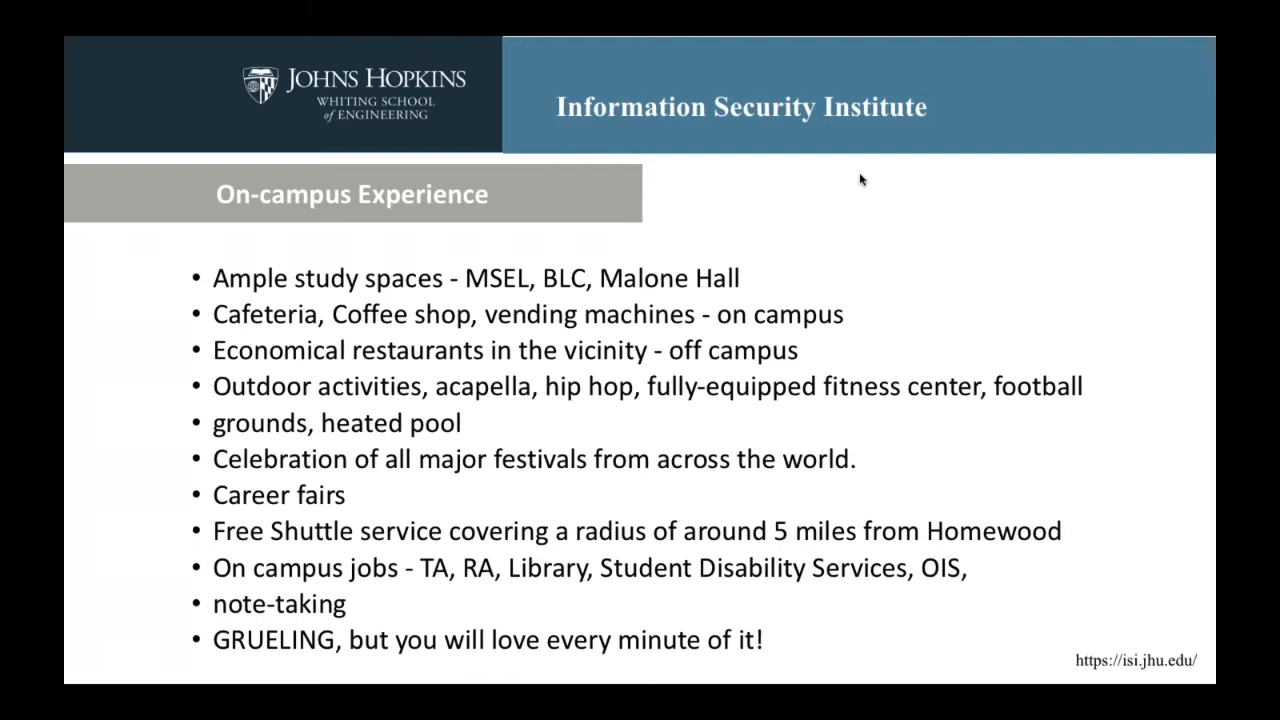 JOHNS HOPKINS
WHITING SCHOOL
of ENGINEERING
Information Security Institute
On-campus Experience
• Ample study spaces - MSEL, BLC, Malone Hall
• Cafeteria, Coffee shop, vending machines - on campus
• Economical restaurants in the vicinity - off campus
• Outdoor activities, acapella, hip hop, fully-equipped fitness center, football
• grounds, heated pool
• Celebration of all major festivals from across the world.
• Career fairs
• Free Shuttle service covering a radius of around 5 miles from Homewood
• On campus jobs - TA, RA, Library, Student Disability Services, OIS,
• note-taking
• GRUELING, but you will love every minute of it!
https://isi.jhu.edu/